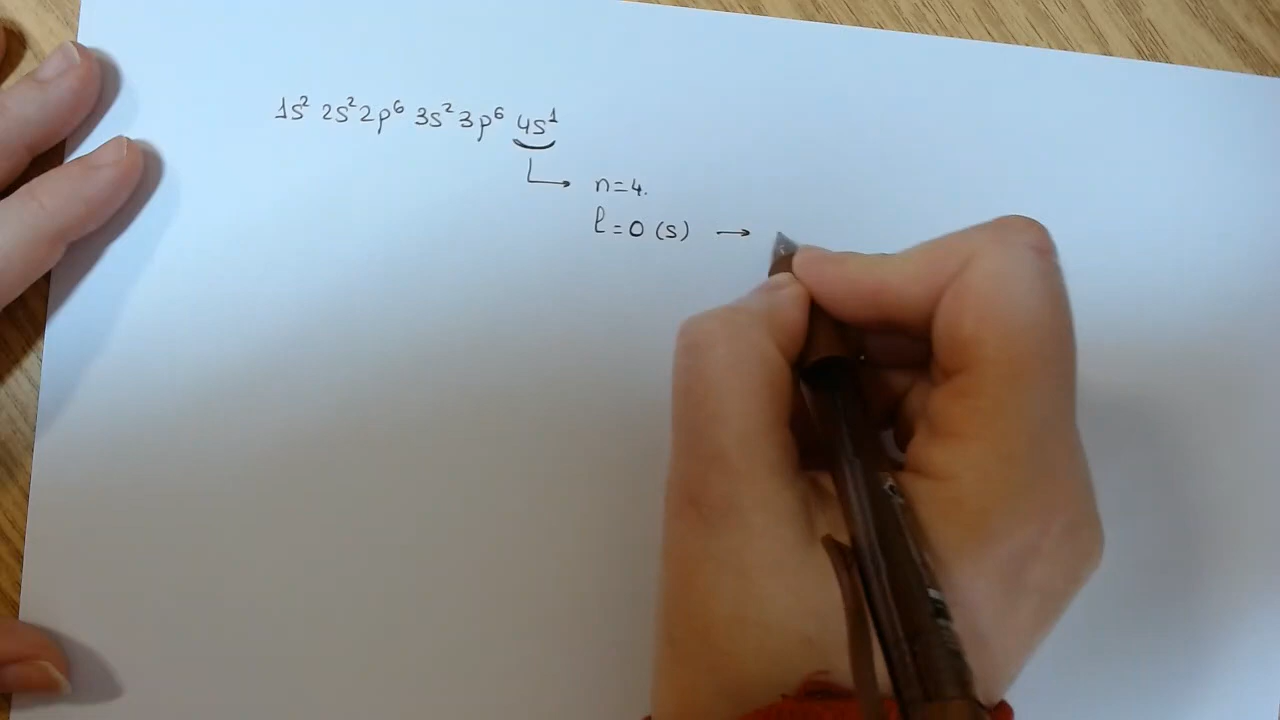 1s² 2s² 2p⁶ 3s² 3p⁶ 4s¹
n=4.
l=0 (s) →